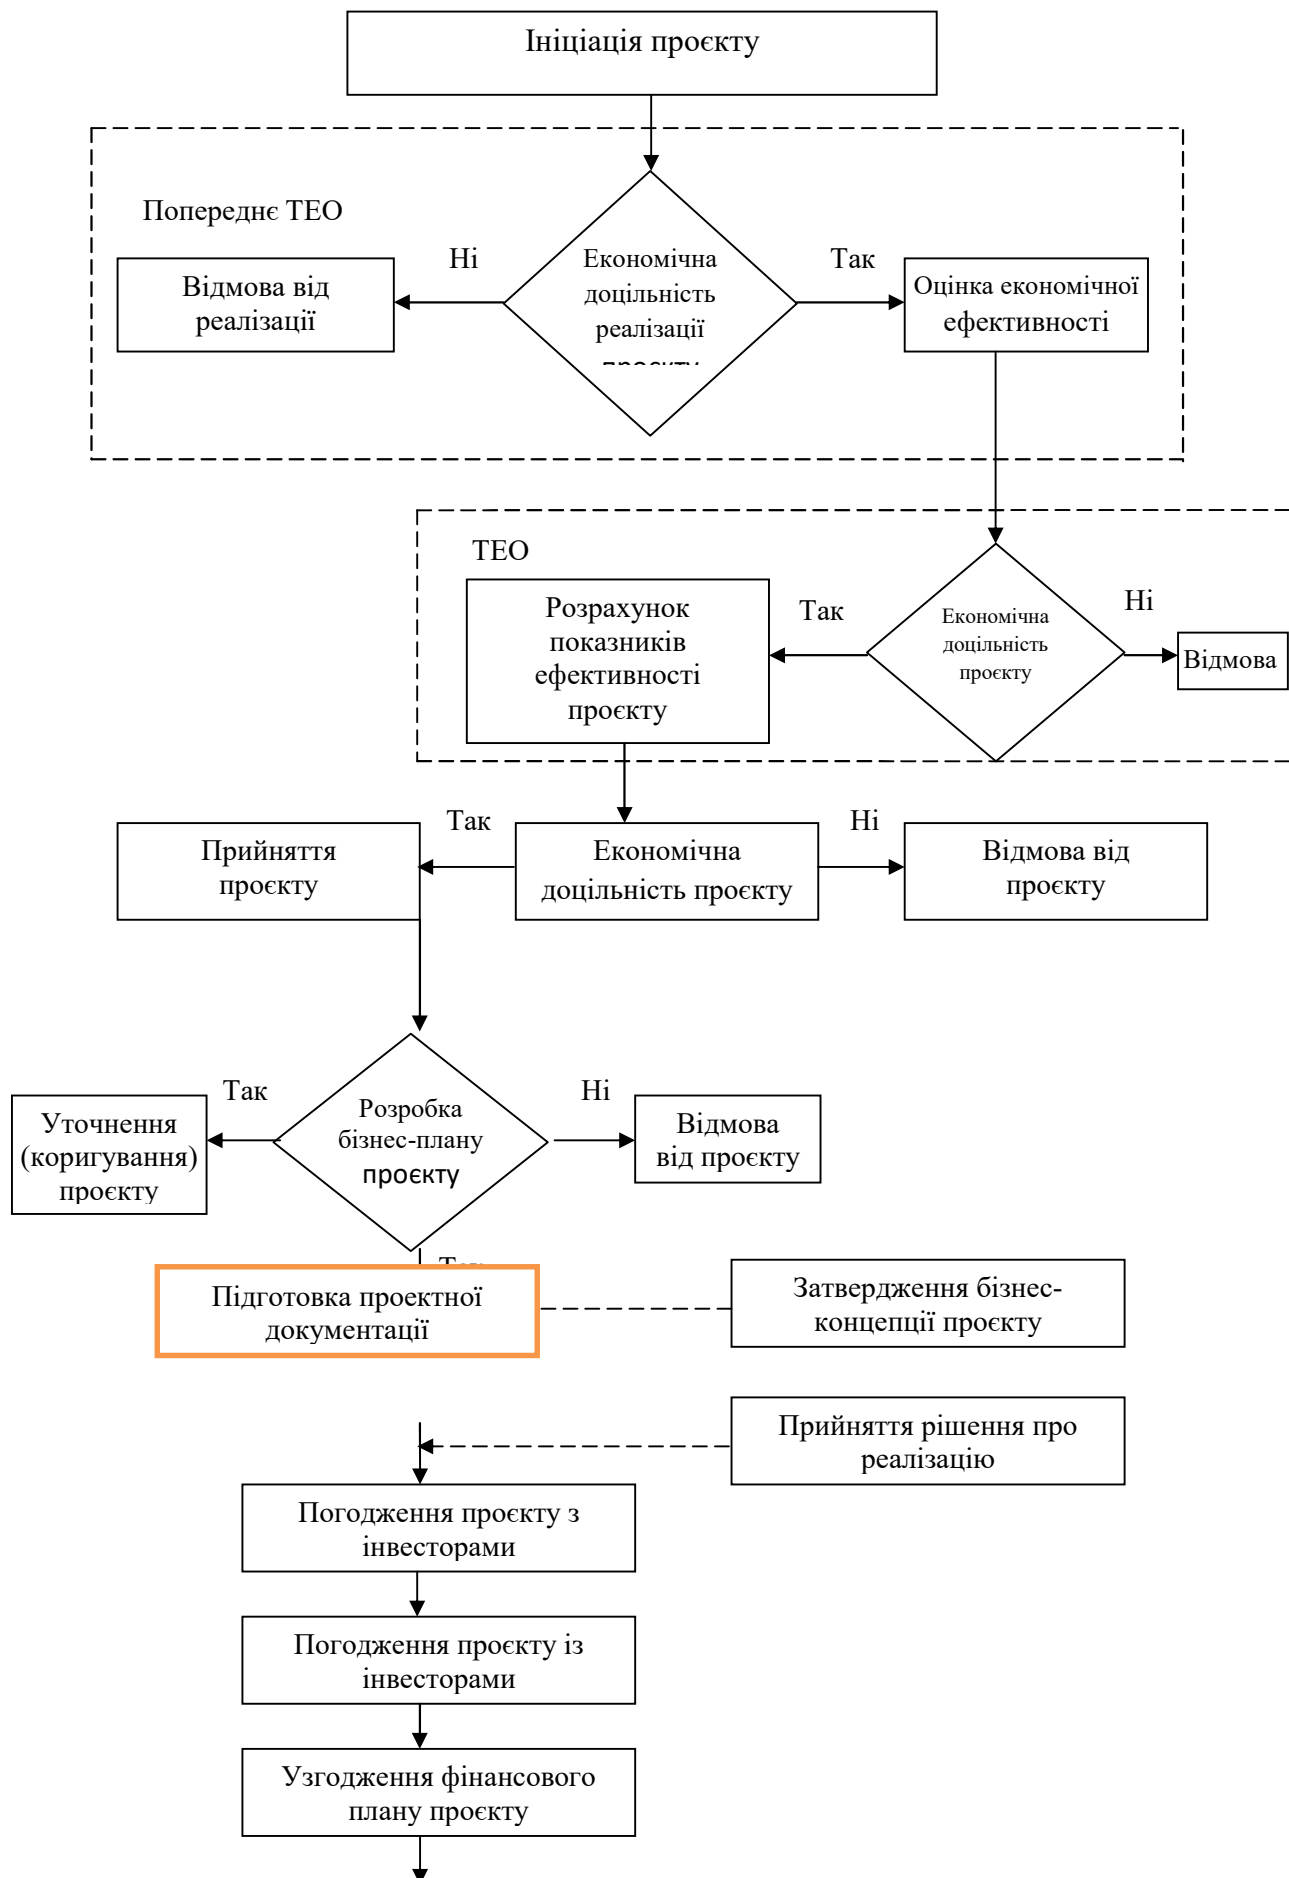 Ініціація проєкту
Попереднє ТЕО
Ні
Так
Відмова від
реалізації
Економічна
доцільність
реалізації
проєкту
Оцінка економічної
ефективності
ТЕО
Розрахунок
показників
ефективності
проєкту
Так
Економічна
доцільність
проєкту
Ні
Відмова
Прийняття
проєкту
Так
Економічна
доцільність проєкту
Ні
Відмова від
проєкту
Уточнення
(коригування)
проєкту
Так
Розробка
бізнес-плану
проєкту
Ні
Відмова
від проєкту
Підготовка проектної
документації
Затвердження бізнес-
концепції проєкту
Прийняття рішення про
реалізацію
Погодження проєкту з
інвесторами
Погодження проєкту із
інвесторами
Узгодження фінансового
плану проєкту